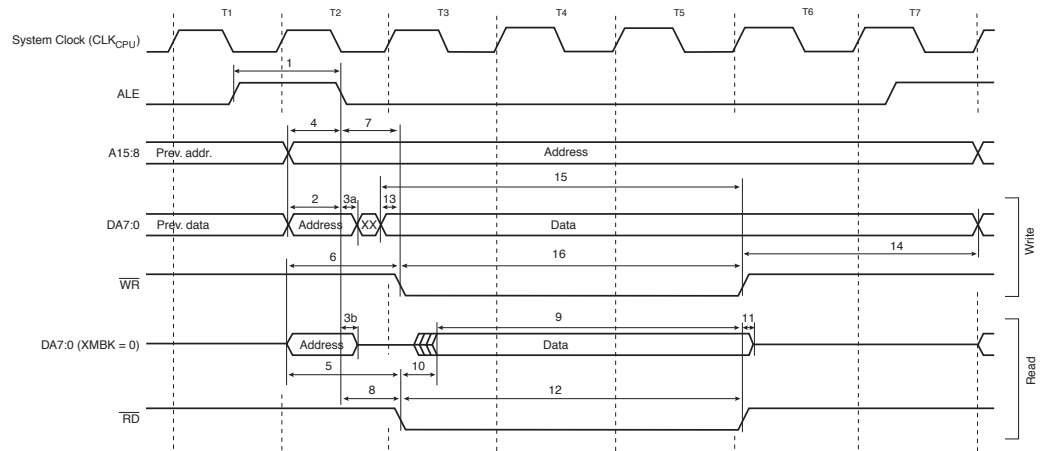 T1 T2 T3 T4 T5 T6 T7
System Clock (CLKCPU)
1
ALE
4 7
A15:8 Prev. addr. Address
15
2 3a 13
DA7:0 Prev. data Address XX Data
14
6 16
WR
Write
3b 9 11
DA7:0 (XMBK = 0) Address Data
5 10
8 12
RD
Read